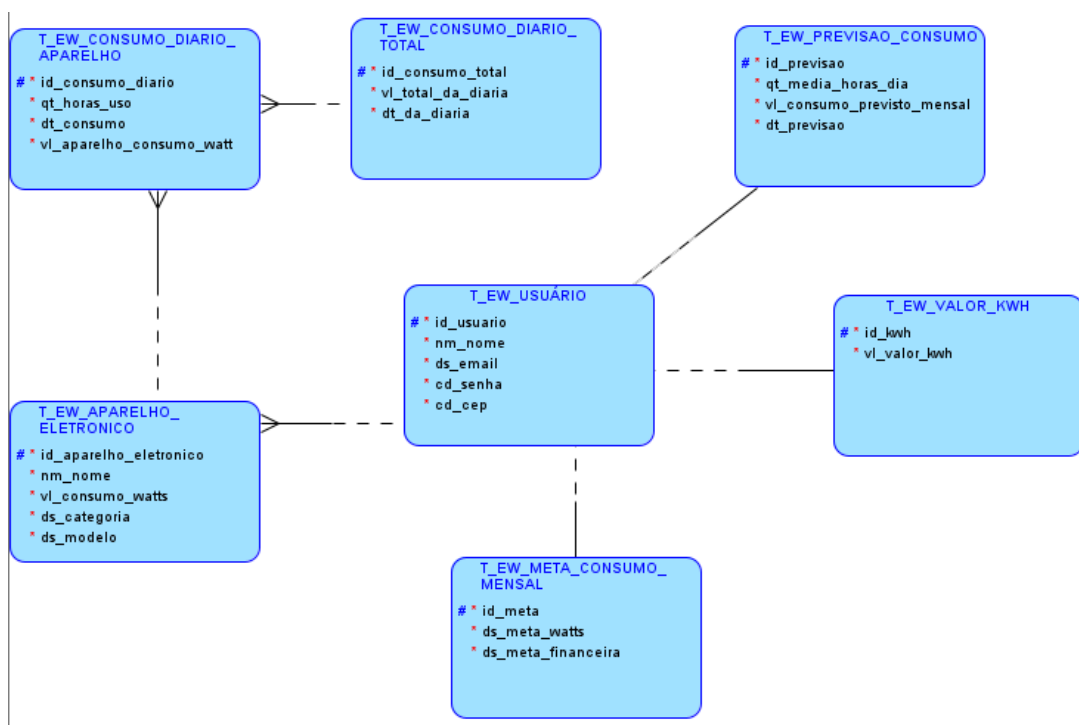 T_EW_CONSUMO_DIARIO_
APARELHO
# * id_consumo_diario
* qt_horas_uso
* dt_consumo
* vl_aparelho_consumo_watt
T_EW_CONSUMO_DIARIO_
TOTAL
# * id_consumo_total
* vl_total_da_diaria
* dt_da_diaria
T_EW_PREVISAO_CONSUMO
# * id_previsao
* qt_media_horas_dia
* vl_consumo_previsto_mensal
* dt_previsao
T_EW_USUÁRIO
# * id_usuario
* nm_nome
* ds_email
* cd_senha
* cd_cep
T_EW_VALOR_KWH
# * id_kwh
* vl_valor_kwh
T_EW_APARELHO_
ELETRONICO
# * id_aparelho_eletronico
* nm_nome
* vl_consumo_watts
* ds_categoria
* ds_modelo
T_EW_META_CONSUMO_
MENSAL
# * id_meta
* ds_meta_watts
* ds_meta_financeira